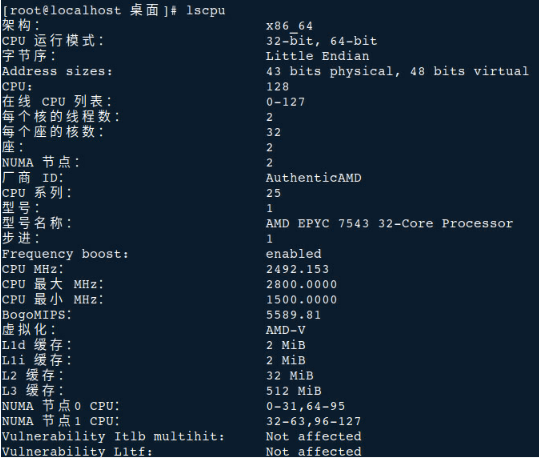 [root@localhost 桌面]# lscpu
架构: x86_64
CPU 运行模式: 32-bit, 64-bit
字节序: Little Endian
Address sizes: 43 bits physical, 48 bits virtual
CPU: 128
在线 CPU 列表: 0-127
每个核的线程数: 2
每个座的核数: 32
座: 2
NUMA 节点: 2
厂商 ID: AuthenticAMD
CPU 系列: 25
型号: 1
型号名称: AMD EPYC 7543 32-Core Processor
步进: 1
Frequency boost: enabled
CPU MHz: 2492.153
CPU 最大 MHz: 2800.0000
CPU 最小 MHz: 1500.0000
BogoMIPS: 5589.81
虚拟化: AMD-V
L1d 缓存: 2 MiB
L1i 缓存: 2 MiB
L2 缓存: 32 MiB
L3 缓存: 512 MiB
NUMA 节点0 CPU: 0-31,64-95
NUMA 节点1 CPU: 32-63,96-127
Vulnerability Itlb multihit: Not affected
Vulnerability L1tf: Not affected